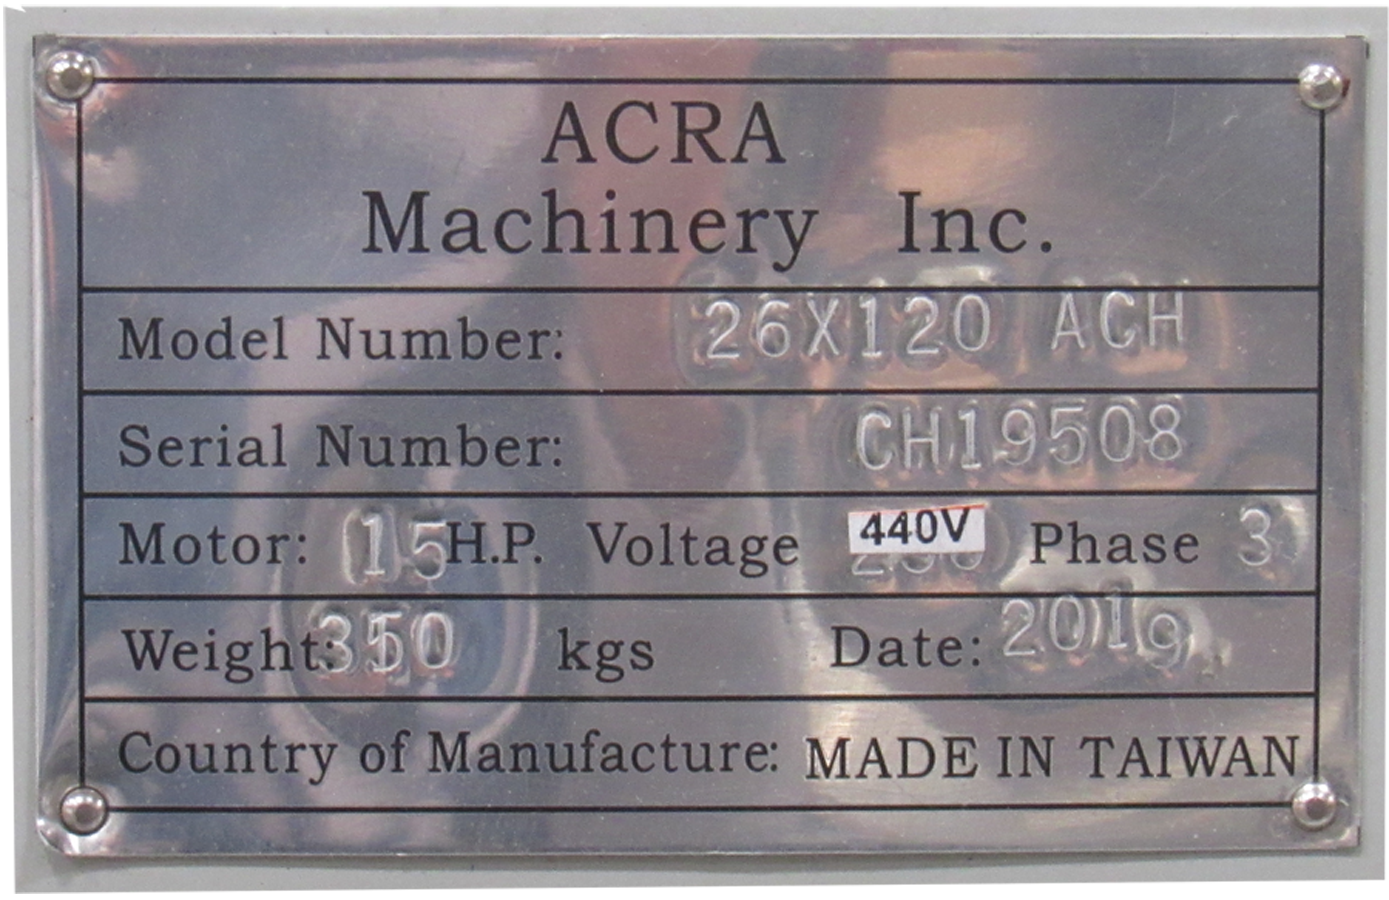 ACRA
Machinery Inc.
Model Number: 26X120 ACH
Serial Number: CH19508
Motor: 15 H.P. Voltage 440V Phase 3
Weight: 350 kgs Date: 2019.
Country of Manufacture: MADE IN TAIWAN